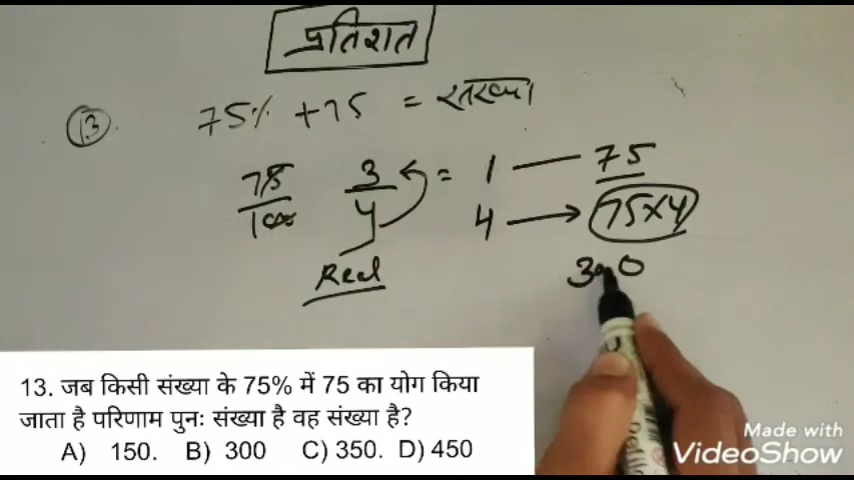 प्रतिशत
13 75% + 75 = संख्या
75/100 3/4 = 1 — 75
4 → 75×4
Real
300
13. जब किसी संख्या के 75% में 75 का योग किया
जाता है परिणाम पुनः संख्या है वह संख्या है?
A) 150. B) 300 C) 350. D) 450
Made with
VideoShow